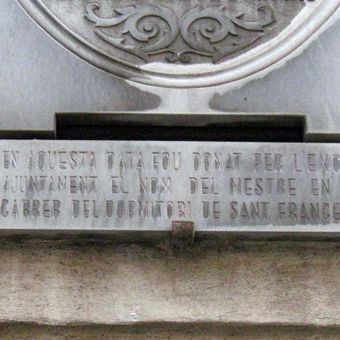 EN AQUESTA DATA FOU DONAT PER L'EXC
AJUNTAMENT EL NOM DEL MESTRE EN
CARRER DEL DORMITORI DE SANT FRANCE